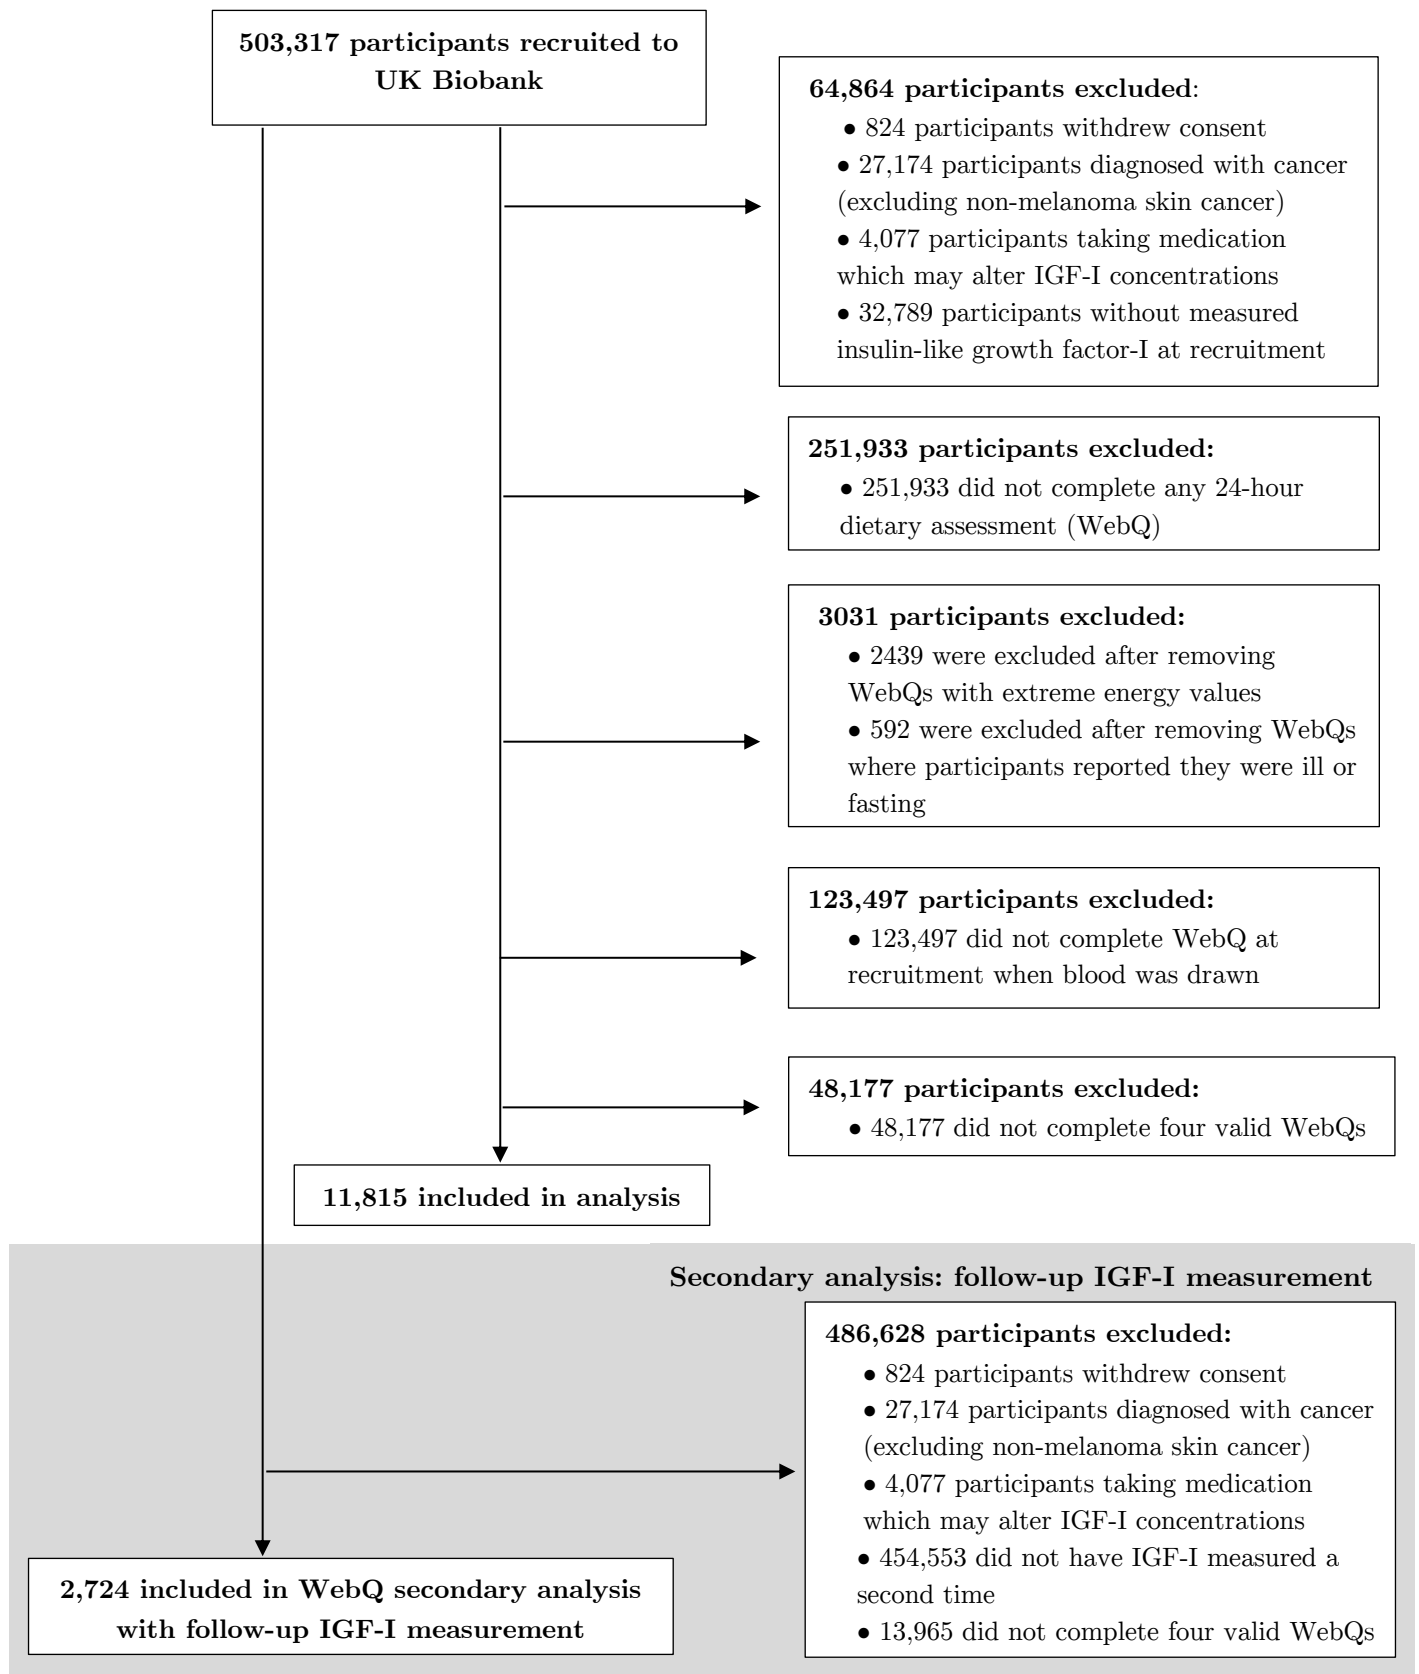 503,317 participants recruited to
UK Biobank
64,864 participants excluded:
• 824 participants withdrew consent
• 27,174 participants diagnosed with cancer
(excluding non-melanoma skin cancer)
• 4,077 participants taking medication
which may alter IGF-I concentrations
• 32,789 participants without measured
insulin-like growth factor-I at recruitment
251,933 participants excluded:
• 251,933 did not complete any 24-hour
dietary assessment (WebQ)
3031 participants excluded:
• 2439 were excluded after removing
WebQs with extreme energy values
• 592 were excluded after removing WebQs
where participants reported they were ill or
fasting
123,497 participants excluded:
• 123,497 did not complete WebQ at
recruitment when blood was drawn
48,177 participants excluded:
• 48,177 did not complete four valid WebQs
11,815 included in analysis
Secondary analysis: follow-up IGF-I measurement
486,628 participants excluded:
• 824 participants withdrew consent
• 27,174 participants diagnosed with cancer
(excluding non-melanoma skin cancer)
• 4,077 participants taking medication
which may alter IGF-I concentrations
• 454,553 did not have IGF-I measured a
second time
• 13,965 did not complete four valid WebQs
2,724 included in WebQ secondary analysis
with follow-up IGF-I measurement